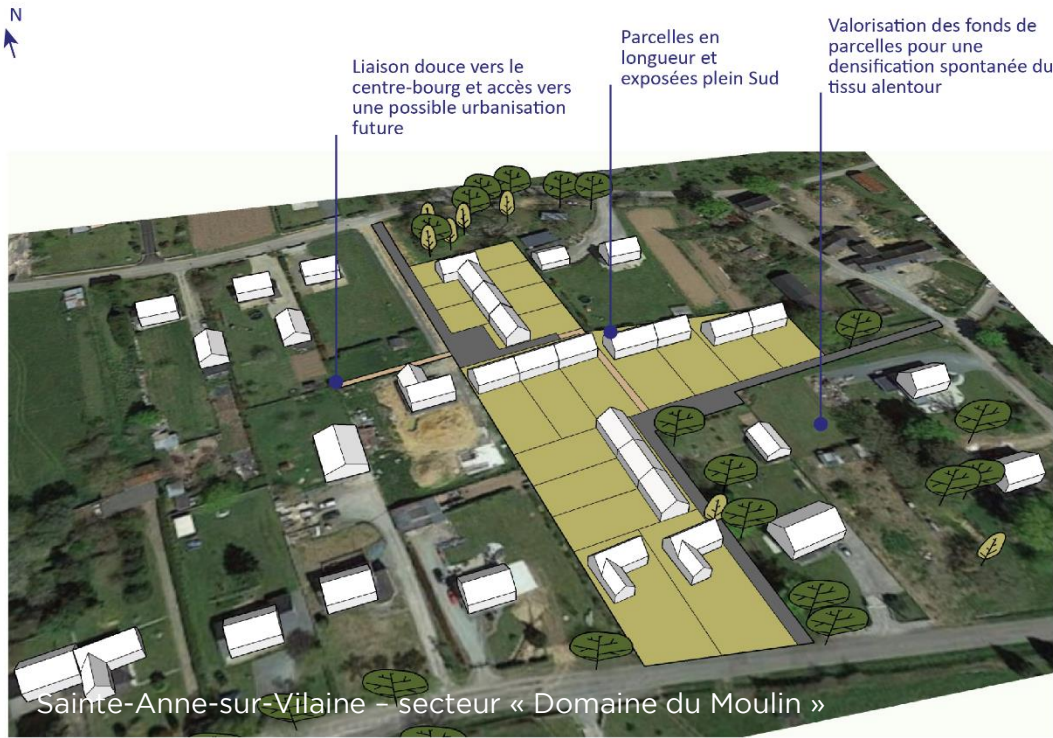 N
Liaison douce vers le
centre-bourg et accès vers
une possible urbanisation
future
Parcelles en
longueur et
exposées plein Sud
Valorisation des fonds de
parcelles pour une
densification spontanée du
tissu alentour
Sainte-Anne-sur-Vilaine – secteur « Domaine du Moulin »